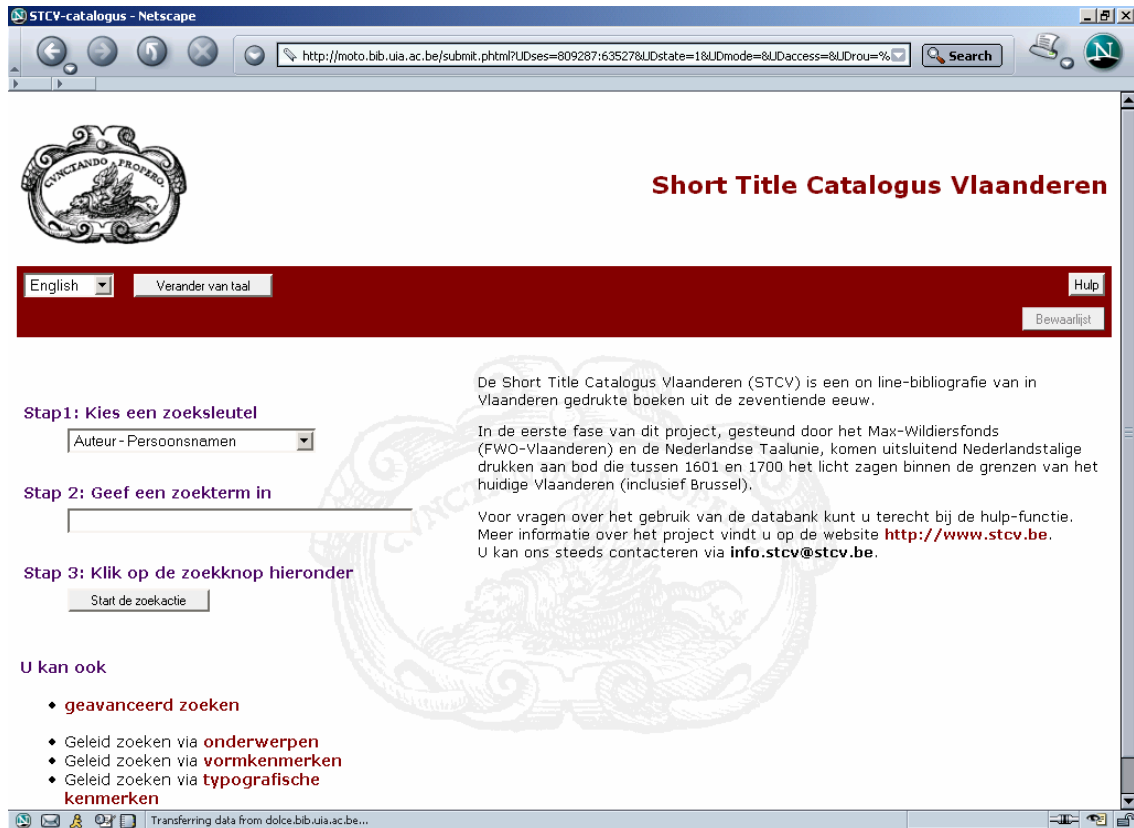 STCV-catalogus - Netscape
http://moto.bib.uia.ac.be/submit.phtml?UDses=809287:63527&UDstate=1&UDmode=&UDaccess=&UDrou=%
Search
N
CVNCTANDO PROPERO.
Short Title Catalogus Vlaanderen
English
Verander van taal
Hulp
Bewaarlijst
Stap1: Kies een zoeksleutel
Auteur - Persoonsnamen
Stap 2: Geef een zoekterm in
Stap 3: Klik op de zoekknop hieronder
Start de zoekactie
U kan ook
geavanceerd zoeken
Geleid zoeken via onderwerpen
Geleid zoeken via vormkenmerken
Geleid zoeken via typografische
kenmerken
De Short Title Catalogus Vlaanderen (STCV) is een on line-bibliografie van in
Vlaanderen gedrukte boeken uit de zeventiende eeuw.
In de eerste fase van dit project, gesteund door het Max-Wildiersfonds
(FWO-Vlaanderen) en de Nederlandse Taalunie, komen uitsluitend Nederlandstalige
drukken aan bod die tussen 1601 en 1700 het licht zagen binnen de grenzen van het
huidige Vlaanderen (inclusief Brussel).
Voor vragen over het gebruik van de databank kunt u terecht bij de hulp-functie.
Meer informatie over het project vindt u op de website http://www.stcv.be.
U kan ons steeds contacteren via info.stcv@stcv.be.
Transferring data from dolce.bib.uia.ac.be...